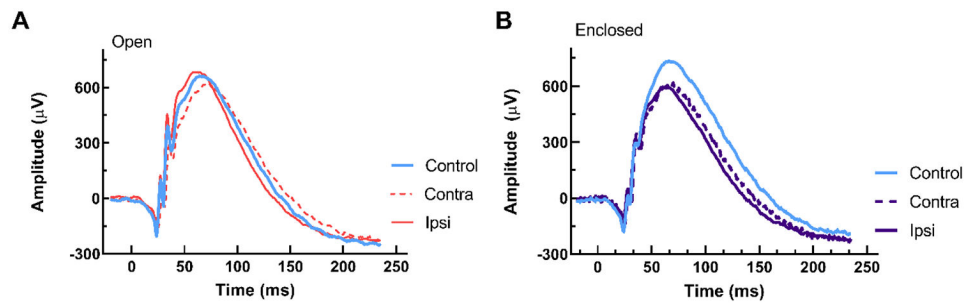 A
Open
Amplitude (μV)
600
300
0
-300
0 50 100 150 200 250
Time (ms)
Control
Contra
Ipsi
B
Enclosed
Amplitude (μV)
600
300
0
-300
0 50 100 150 200 250
Time (ms)
Control
Contra
Ipsi